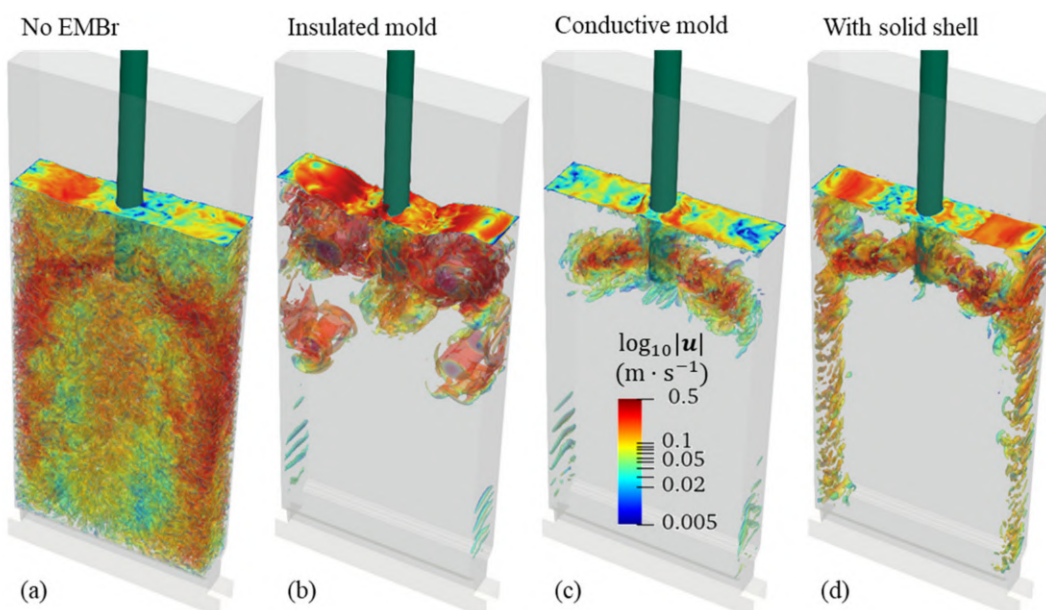 No EMBr
Insulated mold
Conductive mold
With solid shell
log₁₀|u|
(m · s⁻¹)
0.5
0.1
0.05
0.02
0.005
(a)
(b)
(c)
(d)